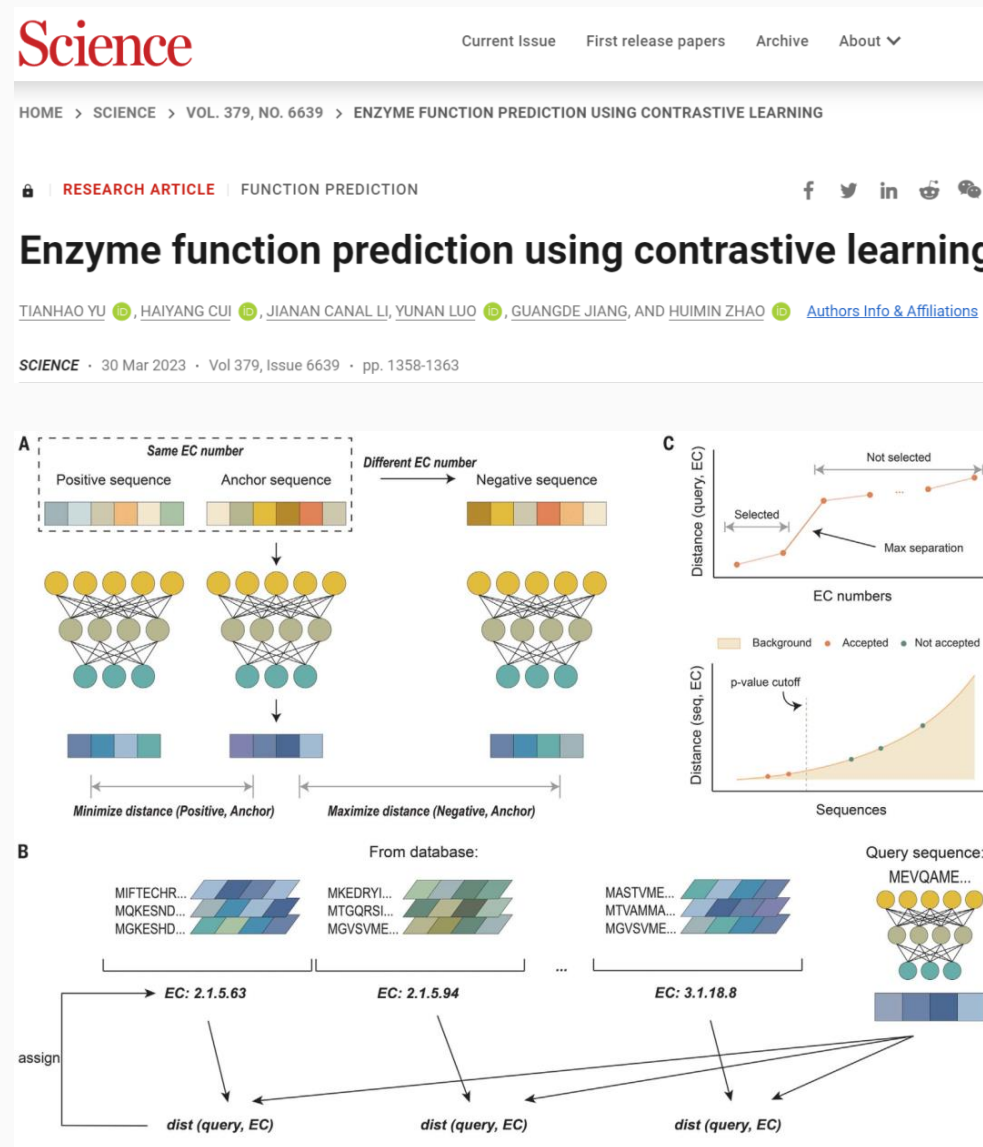 Science
Current Issue First release papers Archive About
HOME > SCIENCE > VOL. 379, NO. 6639 > ENZYME FUNCTION PREDICTION USING CONTRASTIVE LEARNING
RESEARCH ARTICLE FUNCTION PREDICTION
Enzyme function prediction using contrastive learning
TIANHAO YU iD, HAIYANG CUI iD, JIANAN CANAL LI, YUNAN LUO iD, GUANGDE JIANG, AND HUIMIN ZHAO iD Authors Info & Affiliations
SCIENCE · 30 Mar 2023 · Vol 379, Issue 6639 · pp. 1358-1363
A
Same EC number
Positive sequence Anchor sequence
Different EC number
Negative sequence
Minimize distance (Positive, Anchor)
Maximize distance (Negative, Anchor)
C
Distance (query, EC)
Selected
Not selected
...
Max separation
EC numbers
Background Accepted Not accepted
Distance (seq, EC)
p-value cutoff
Sequences
B
From database:
MIFTECHR...
MQKESND...
MGKESHD...
EC: 2.1.5.63
MKEDRYI...
MTGQRSI...
MGVSVME...
EC: 2.1.5.94
...
MASTVME...
MTVAMMA...
MGVSVME...
EC: 3.1.18.8
Query sequence:
MEVQAME...
assign
dist (query, EC) dist (query, EC) dist (query, EC)